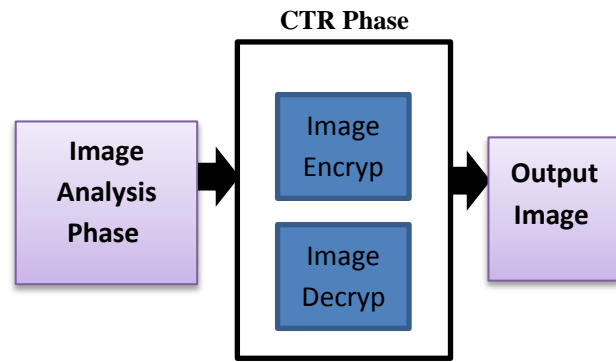 CTR Phase
Image
Analysis
Phase
Image
Encryp
Image
Decryp
Output
Image